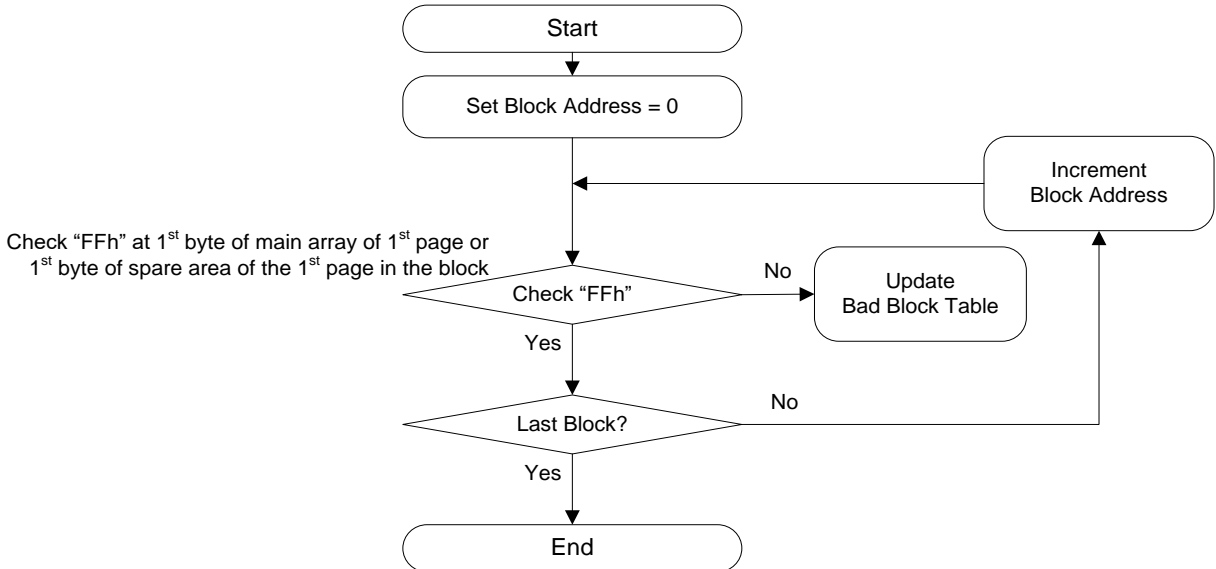 Start
Set Block Address = 0
Increment
Block Address
Check “FFh” at 1st byte of main array of 1st page or
1st byte of spare area of the 1st page in the block
Check “FFh”
No
Update
Bad Block Table
Yes
Last Block?
No
Yes
End